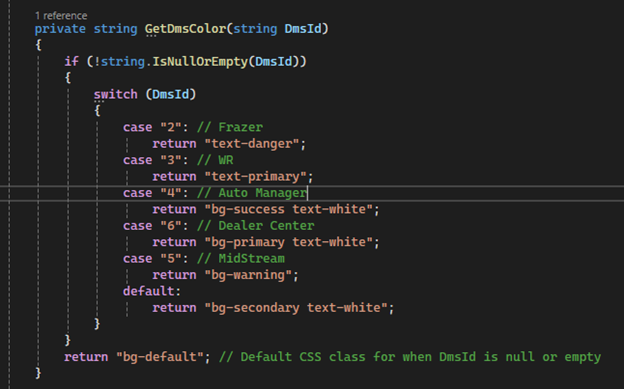 1 reference
private string GetDmsColor(string DmsId)
{
if (!string.IsNullOrEmpty(DmsId))
{
switch (DmsId)
{
case "2": // Frazer
return "text-danger";
case "3": // WR
return "text-primary";
case "4": // Auto Manager
return "bg-success text-white";
case "6": // Dealer Center
return "bg-primary text-white";
case "5": // MidStream
return "bg-warning";
default:
return "bg-secondary text-white";
}
}
return "bg-default"; // Default CSS class for when DmsId is null or empty
}